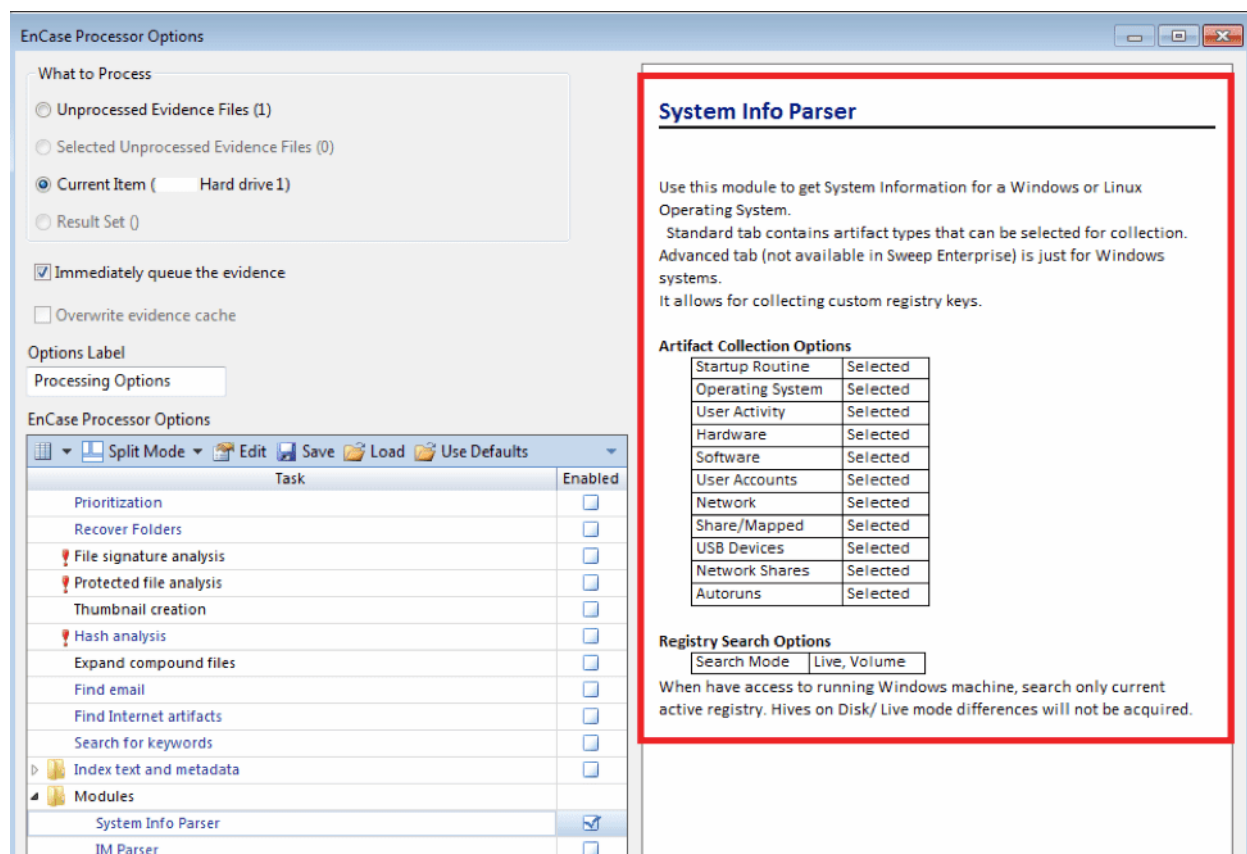 EnCase Processor Options
What to Process
Unprocessed Evidence Files (1)
Selected Unprocessed Evidence Files (0)
Current Item ( Hard drive 1)
Result Set ()
Immediately queue the evidence
Overwrite evidence cache
Options Label
Processing Options
EnCase Processor Options
Split Mode Edit Save Load Use Defaults
Task Enabled
Prioritization
Recover Folders
File signature analysis
Protected file analysis
Thumbnail creation
Hash analysis
Expand compound files
Find email
Find Internet artifacts
Search for keywords
Index text and metadata
Modules
System Info Parser
IM Parser
System Info Parser
Use this module to get System Information for a Windows or Linux
Operating System.
Standard tab contains artifact types that can be selected for collection.
Advanced tab (not available in Sweep Enterprise) is just for Windows
systems.
It allows for collecting custom registry keys.
Artifact Collection Options
Startup Routine Selected
Operating System Selected
User Activity Selected
Hardware Selected
Software Selected
User Accounts Selected
Network Selected
Share/Mapped Selected
USB Devices Selected
Network Shares Selected
Autoruns Selected
Registry Search Options
Search Mode Live, Volume
When have access to running Windows machine, search only current
active registry. Hives on Disk/ Live mode differences will not be acquired.